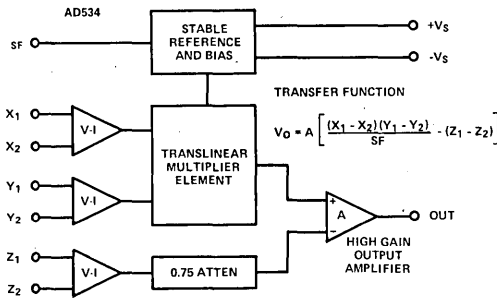 AD534
STABLE
REFERENCE
AND BIAS
SF
+VS
-VS
TRANSFER FUNCTION
VO = A [ (X1 - X2) (Y1 - Y2) / SF - (Z1 - Z2) ]
X1
X2
V-I
TRANSLINEAR
MULTIPLIER
ELEMENT
Y1
Y2
V-I
+
A
−
OUT
HIGH GAIN
OUTPUT
AMPLIFIER
Z1
Z2
V-I
0.75 ATTEN